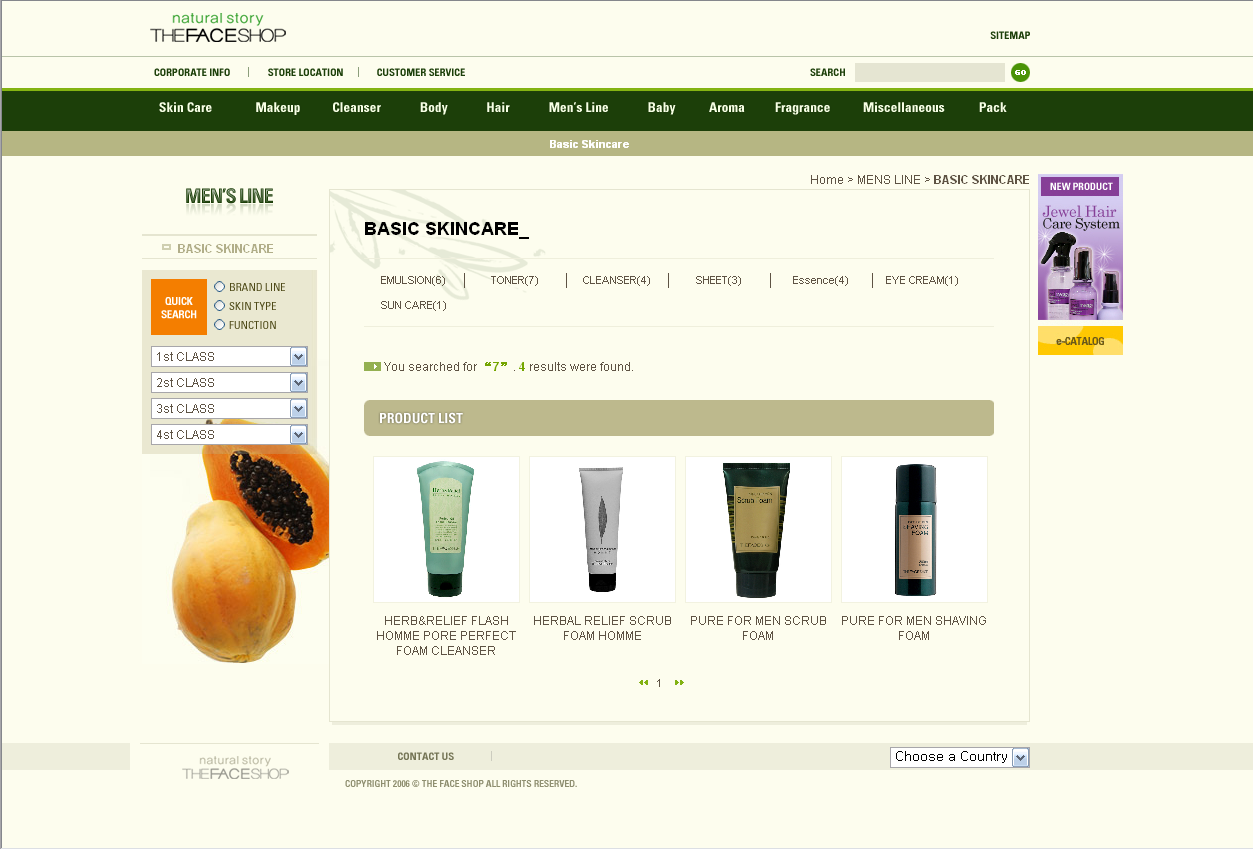 natural story
THEFACESHOP
SITEMAP
CORPORATE INFO | STORE LOCATION | CUSTOMER SERVICE
SEARCH GO
Skin Care Makeup Cleanser Body Hair Men's Line Baby Aroma Fragrance Miscellaneous Pack
Basic Skincare
Home > MENS LINE > BASIC SKINCARE
MEN'S LINE
BASIC SKINCARE
QUICK
SEARCH
BRAND LINE
SKIN TYPE
FUNCTION
1st CLASS
2st CLASS
3st CLASS
4st CLASS
BASIC SKINCARE_
EMULSION(6) | TONER(7) | CLEANSER(4) | SHEET(3) | Essence(4) | EYE CREAM(1)
SUN CARE(1)
You searched for “7” . 4 results were found.
PRODUCT LIST
Scrub Foam
SHAVING
FOAM
HERB&RELIEF FLASH
HOMME PORE PERFECT
FOAM CLEANSER
HERBAL RELIEF SCRUB
FOAM HOMME
PURE FOR MEN SCRUB
FOAM
PURE FOR MEN SHAVING
FOAM
1
NEW PRODUCT
Jewel Hair
Care System
e-CATALOG
natural story
THEFACESHOP
CONTACT US |
Choose a Country
COPYRIGHT 2006 © THE FACE SHOP ALL RIGHTS RESERVED.